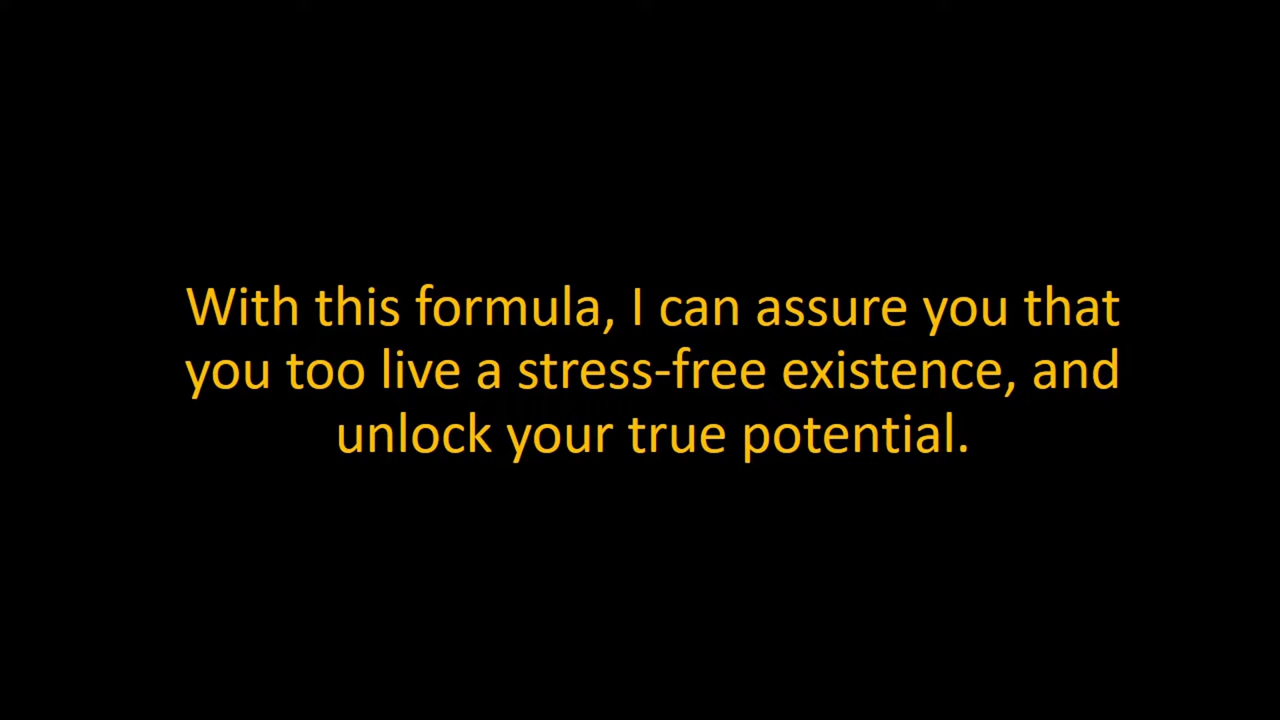 With this formula, I can assure you that
you too live a stress-free existence, and
unlock your true potential.